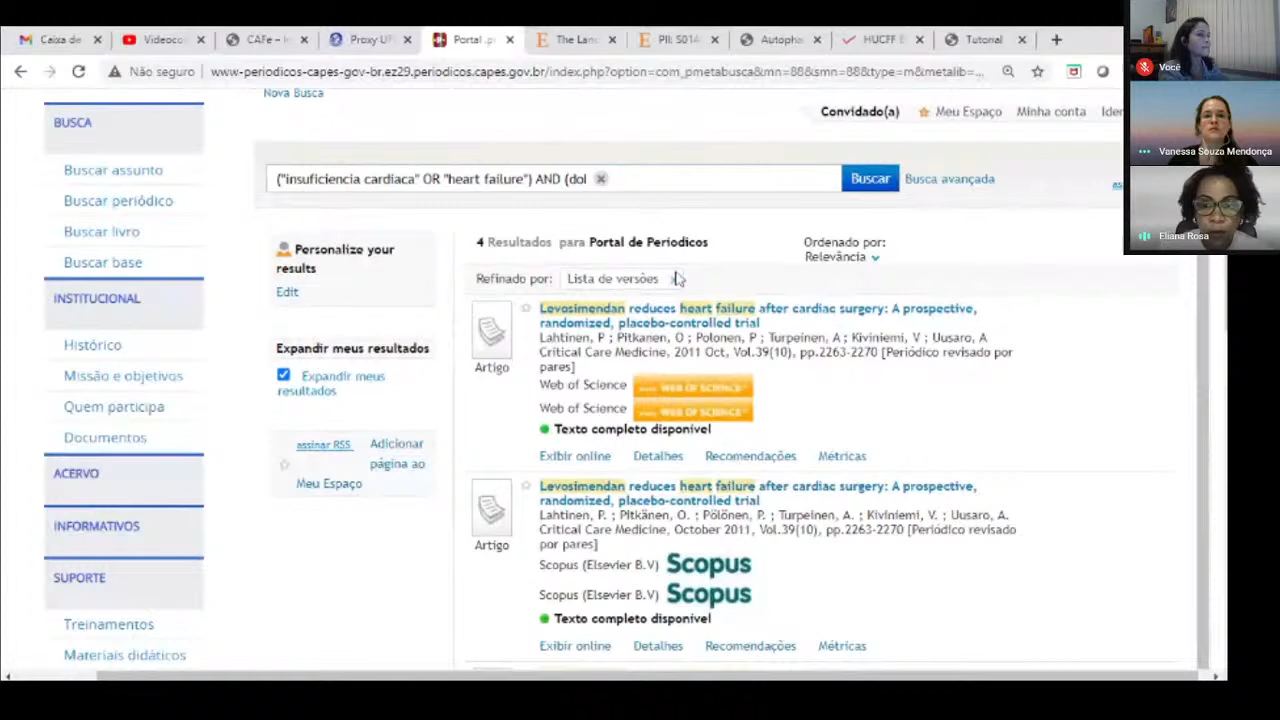 Caixa de
Videoco
CAFe – I
Proxy UF
Portal .p
The Lan
PII: S014
Autopha
HUCFF
Tutorial
Não seguro
www-periodicos-capes-gov-br.ez29.periodicos.capes.gov.br/index.php?option=com_pmetabusca&mn=88&smn=88&type=m&metalib=...
Você
Vanessa Souza Mendonça
Eliana Rosa
Nova Busca
Convidado(a)
Meu Espaço
Minha conta
BUSCA
Buscar assunto
Buscar periódico
Buscar livro
Buscar base
INSTITUCIONAL
Histórico
Missão e objetivos
Quem participa
Documentos
ACERVO
INFORMATIVOS
SUPORTE
Treinamentos
Materiais didáticos
("insuficiencia cardiaca" OR "heart failure") AND (dol
Buscar
Busca avançada
Personalize your
results
Edit
Expandir meus resultados
Expandir meus
resultados
assinar RSS
Adicionar
página ao
Meu Espaço
4 Resultados para Portal de Periodicos
Ordenado por:
Relevância
Refinado por: Lista de versões
Levosimendan reduces heart failure after cardiac surgery: A prospective,
randomized, placebo-controlled trial
Lahtinen, P ; Pitkanen, O ; Polonen, P ; Turpeinen, A ; Kiviniemi, V ; Uusaro, A
Critical Care Medicine, 2011 Oct, Vol.39(10), pp.2263-2270 [Periódico revisado por
pares]
Artigo
Web of Science WEB OF SCIENCE
Web of Science WEB OF SCIENCE
Texto completo disponível
Exibir online Detalhes Recomendações Métricas
Levosimendan reduces heart failure after cardiac surgery: A prospective,
randomized, placebo-controlled trial
Lahtinen, P. ; Pitkänen, O. ; Pölönen, P. ; Turpeinen, A. ; Kiviniemi, V. ; Uusaro, A.
Critical Care Medicine, October 2011, Vol.39(10), pp.2263-2270 [Periódico revisado
por pares]
Artigo
Scopus (Elsevier B.V) Scopus
Scopus (Elsevier B.V) Scopus
Texto completo disponível
Exibir online Detalhes Recomendações Métricas